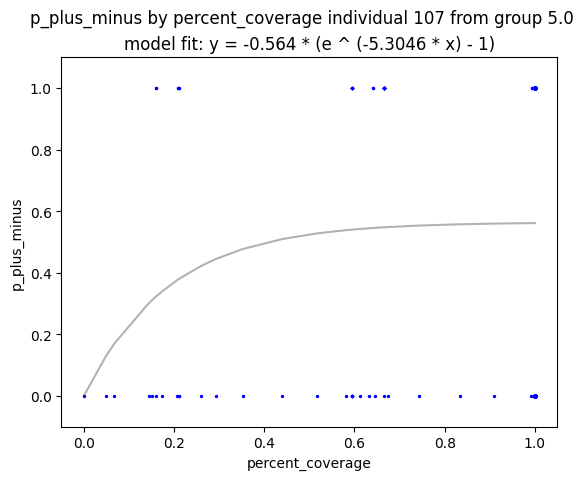 p_plus_minus by percent_coverage individual 107 from group 5.0
model fit: y = -0.564 * (e ^ (-5.3046 * x) - 1)
1.0
0.8
0.6
0.4
0.2
0.0
p_plus_minus
0.0 0.2 0.4 0.6 0.8 1.0
percent_coverage